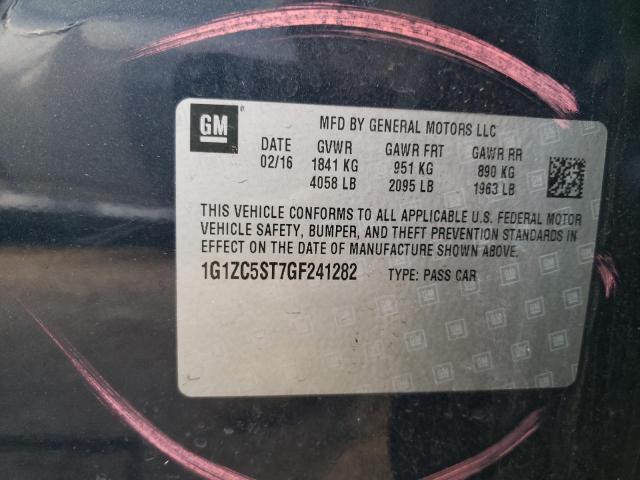 GM MFD BY GENERAL MOTORS LLC
DATE GVWR GAWR FRT GAWR RR
02/16 1841 KG 951 KG 890 KG
4058 LB 2095 LB 1963 LB
THIS VEHICLE CONFORMS TO ALL APPLICABLE U.S. FEDERAL MOTOR
VEHICLE SAFETY, BUMPER, AND THEFT PREVENTION STANDARDS
IN EFFECT ON THE DATE OF MANUFACTURE SHOWN ABOVE.
1G1ZC5ST7GF241282 TYPE: PASS CAR